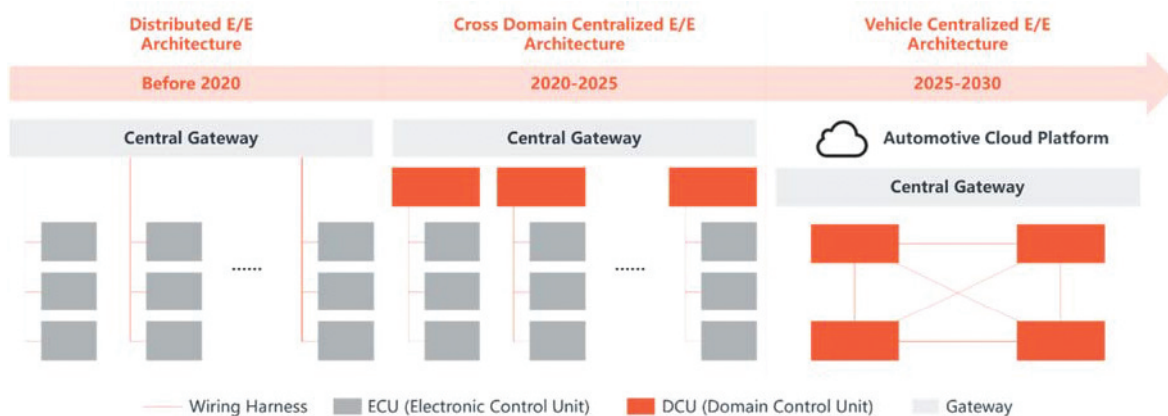 Distributed E/E
Architecture
Cross Domain Centralized E/E
Architecture
Vehicle Centralized E/E
Architecture
Before 2020
2020-2025
2025-2030
Central Gateway
Central Gateway
Automotive Cloud Platform
Central Gateway
......
......
Wiring Harness
ECU (Electronic Control Unit)
DCU (Domain Control Unit)
Gateway